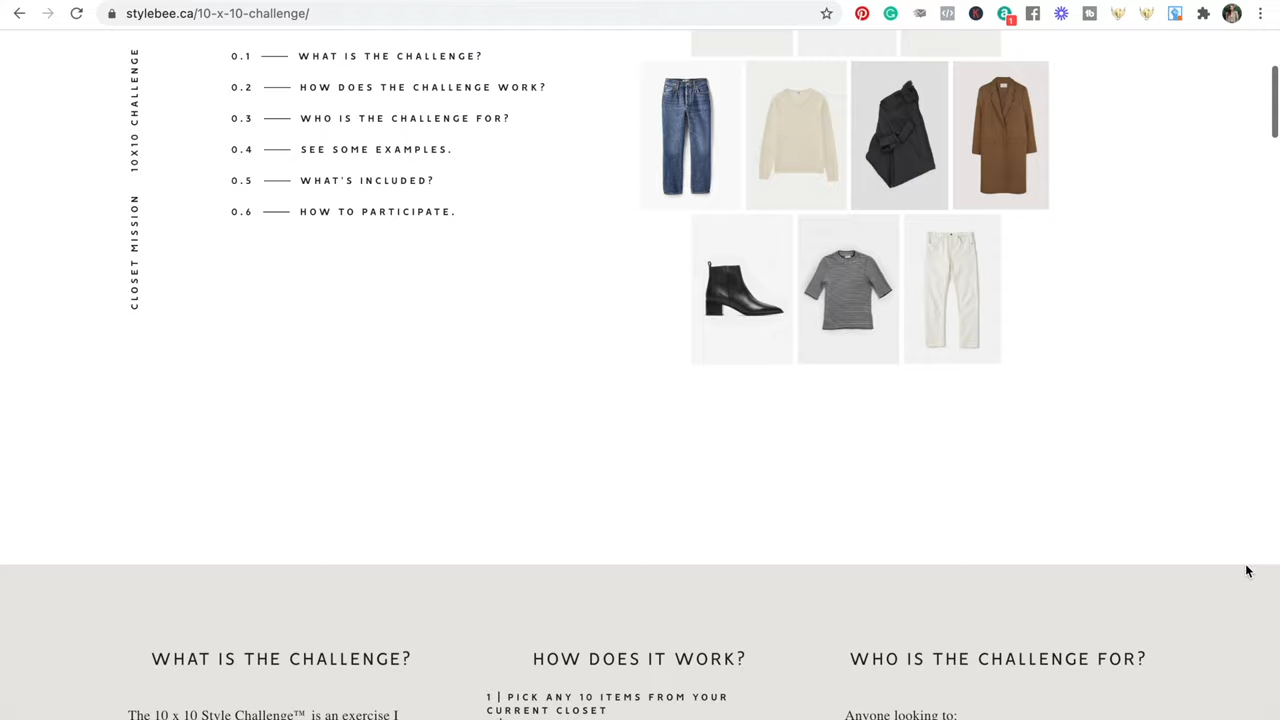 stylebee.ca/10-x-10-challenge/
1
CLOSET MISSION 10X10 CHALLENGE
0.1 WHAT IS THE CHALLENGE?
0.2 HOW DOES THE CHALLENGE WORK?
0.3 WHO IS THE CHALLENGE FOR?
0.4 SEE SOME EXAMPLES.
0.5 WHAT'S INCLUDED?
0.6 HOW TO PARTICIPATE.
WHAT IS THE CHALLENGE?
The 10 x 10 Style Challenge™ is an exercise I
HOW DOES IT WORK?
1 | PICK ANY 10 ITEMS FROM YOUR
CURRENT CLOSET
WHO IS THE CHALLENGE FOR?
Anyone looking to: